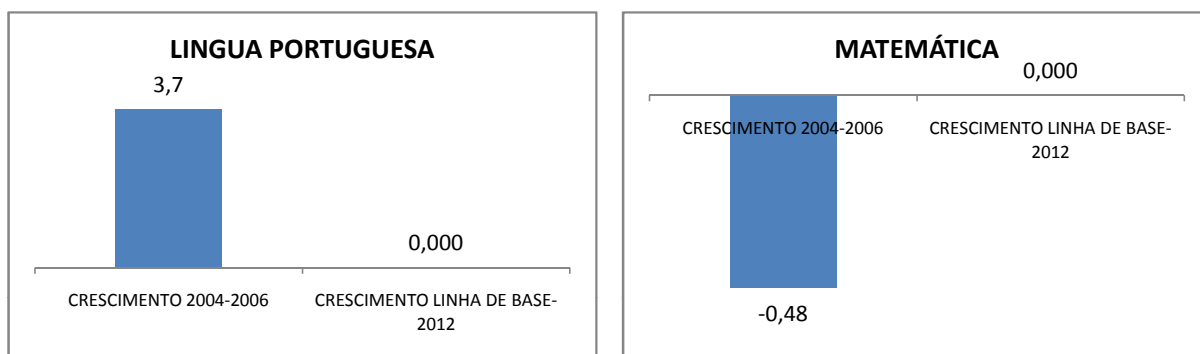 LINGUA PORTUGUESA
3,7
0,000
CRESCIMENTO 2004-2006
CRESCIMENTO LINHA DE BASE-
2012
MATEMÁTICA
0,000
CRESCIMENTO 2004-2006
CRESCIMENTO LINHA DE BASE-
2012
-0,48